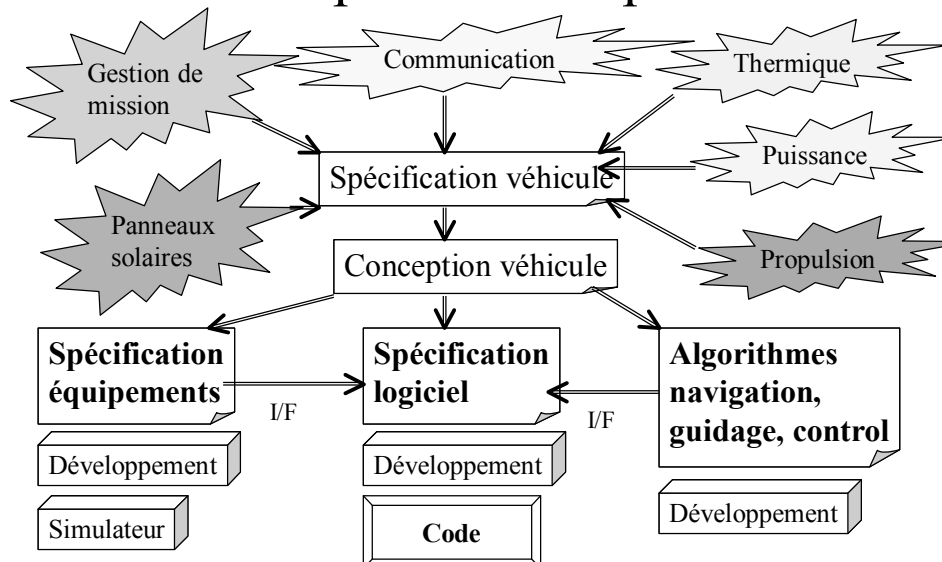 Gestion de
mission
Communication
Thermique
Puissance
Spécification véhicule
Panneaux
solaires
Propulsion
Conception véhicule
Spécification
équipements
I/F
Spécification
logiciel
I/F
Algorithmes
navigation,
guidage, control
Développement
Développement
Développement
Simulateur
Code